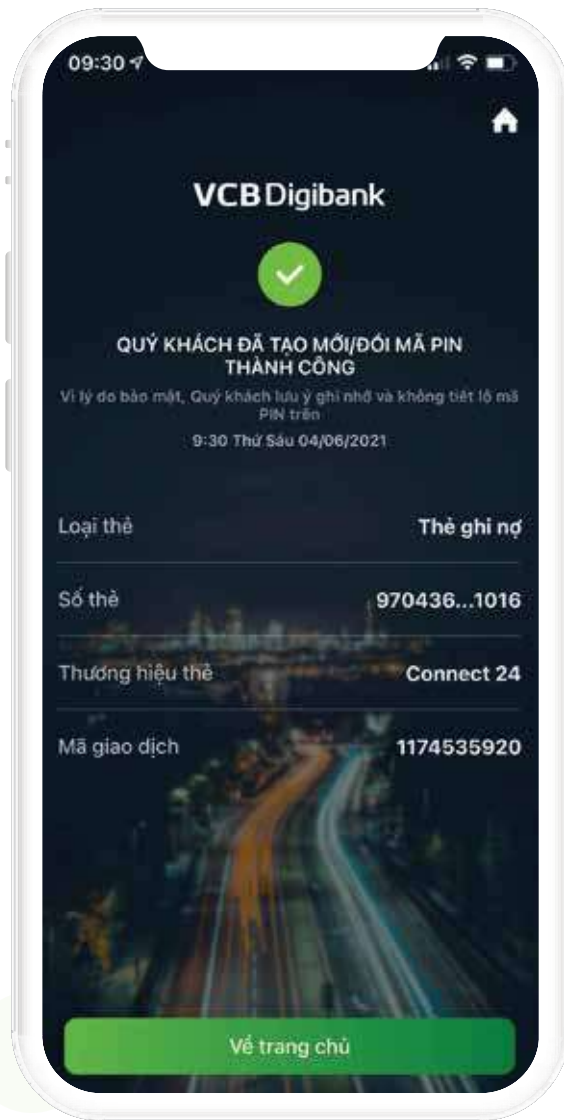 09:30
VCB Digibank
QUÝ KHÁCH ĐÃ TẠO MỚI/ĐỔI MÃ PIN
THÀNH CÔNG
Vì lý do bảo mật, Quý khách lưu ý ghi nhớ và không tiết lộ mã
PIN trên
9:30 Thứ Sáu 04/06/2021
Loại thẻ Thẻ ghi nợ
Số thẻ 970436...1016
Thương hiệu thẻ Connect 24
Mã giao dịch 1174535920
Về trang chủ